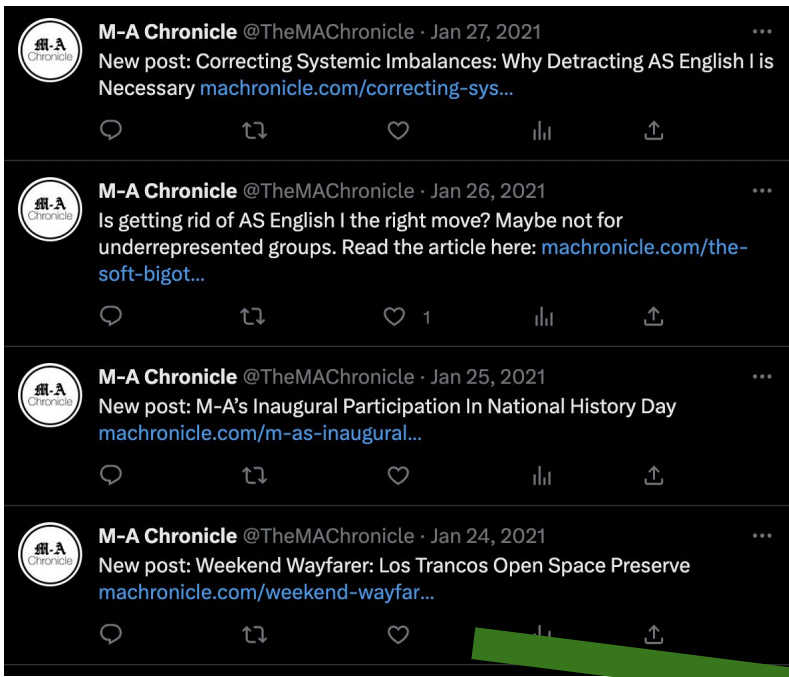 M-A
Chronicle
M-A Chronicle @TheMAChronicle · Jan 27, 2021
New post: Correcting Systemic Imbalances: Why Detracting AS English I is
Necessary machronicle.com/correcting-sys...
M-A
Chronicle
M-A Chronicle @TheMAChronicle · Jan 26, 2021
Is getting rid of AS English I the right move? Maybe not for
underrepresented groups. Read the article here: machronicle.com/the-
soft-bigot...
1
M-A
Chronicle
M-A Chronicle @TheMAChronicle · Jan 25, 2021
New post: M-A’s Inaugural Participation In National History Day
machronicle.com/m-as-inaugural...
M-A
Chronicle
M-A Chronicle @TheMAChronicle · Jan 24, 2021
New post: Weekend Wayfarer: Los Trancos Open Space Preserve
machronicle.com/weekend-wayfar...